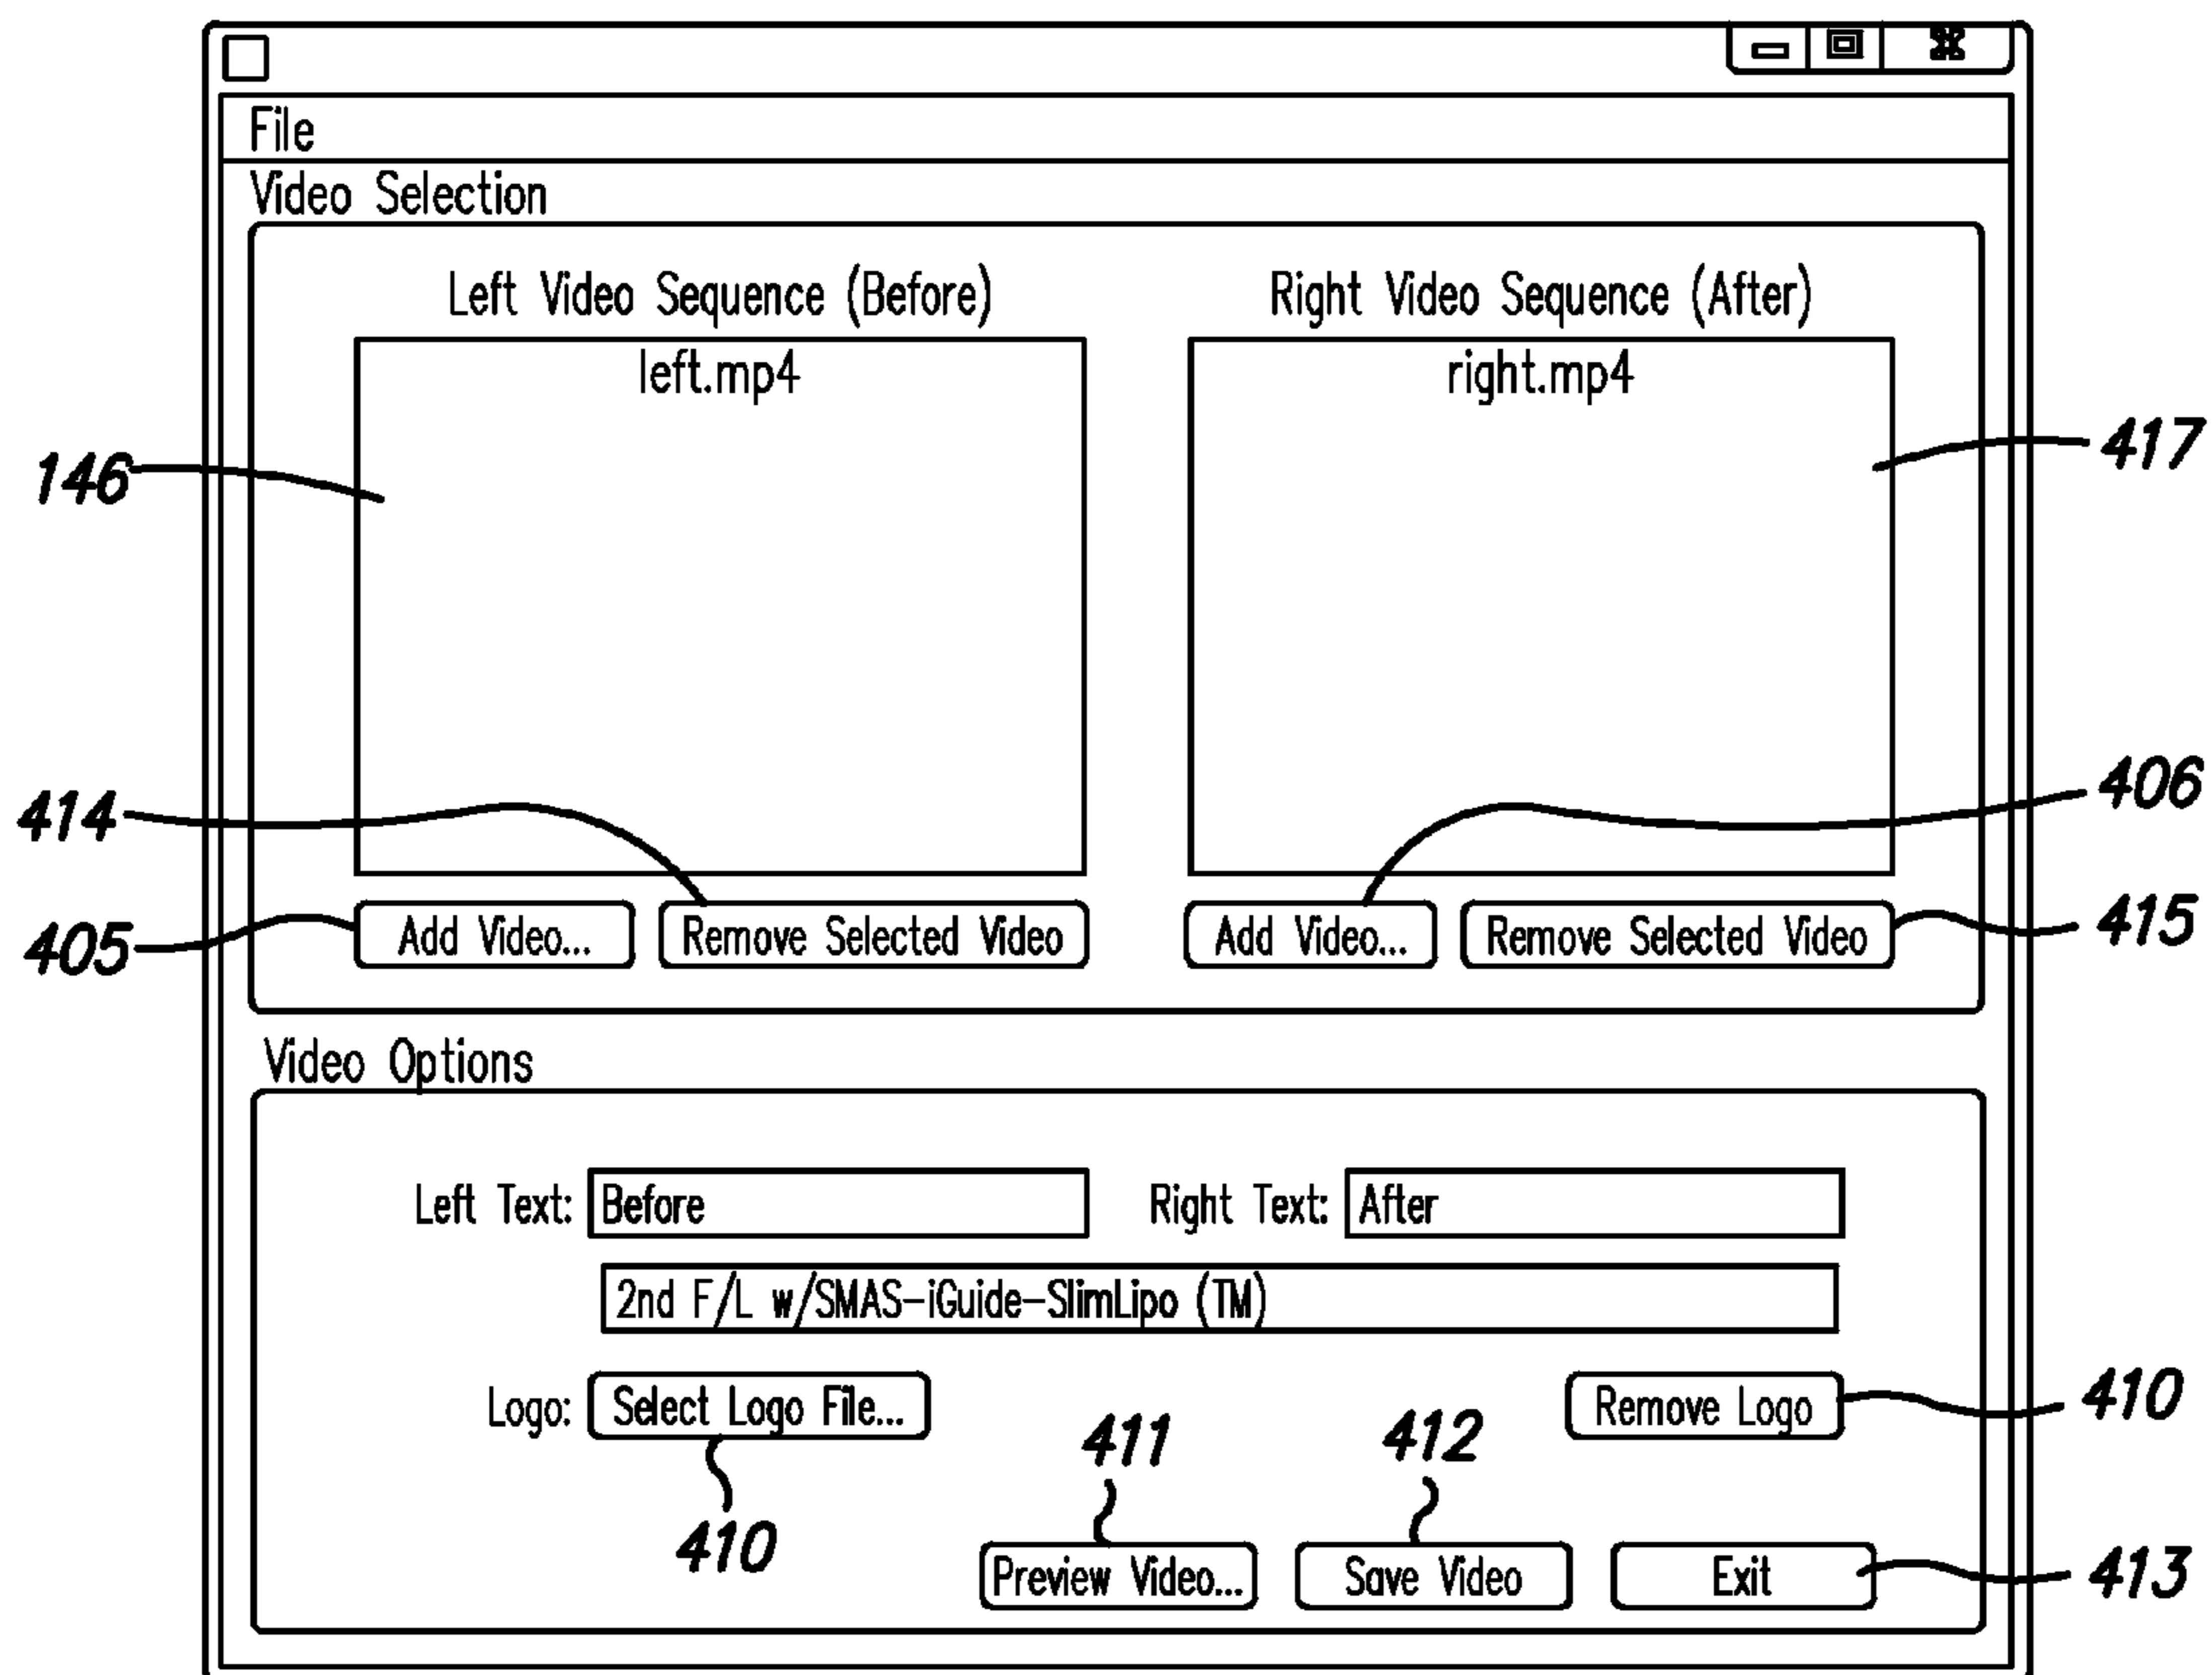 File
Video Selection
Left Video Sequence (Before) Right Video Sequence (After)
left.mp4 right.mp4
146 417
414 406
405 Add Video... Remove Selected Video Add Video... Remove Selected Video 415
Video Options
Left Text: Before Right Text: After
2nd F/L w/SMAS-iGuide-SlimLipo (TM)
Logo: Select Logo File... Remove Logo 410
411 412
410
Preview Video... Save Video Exit 413